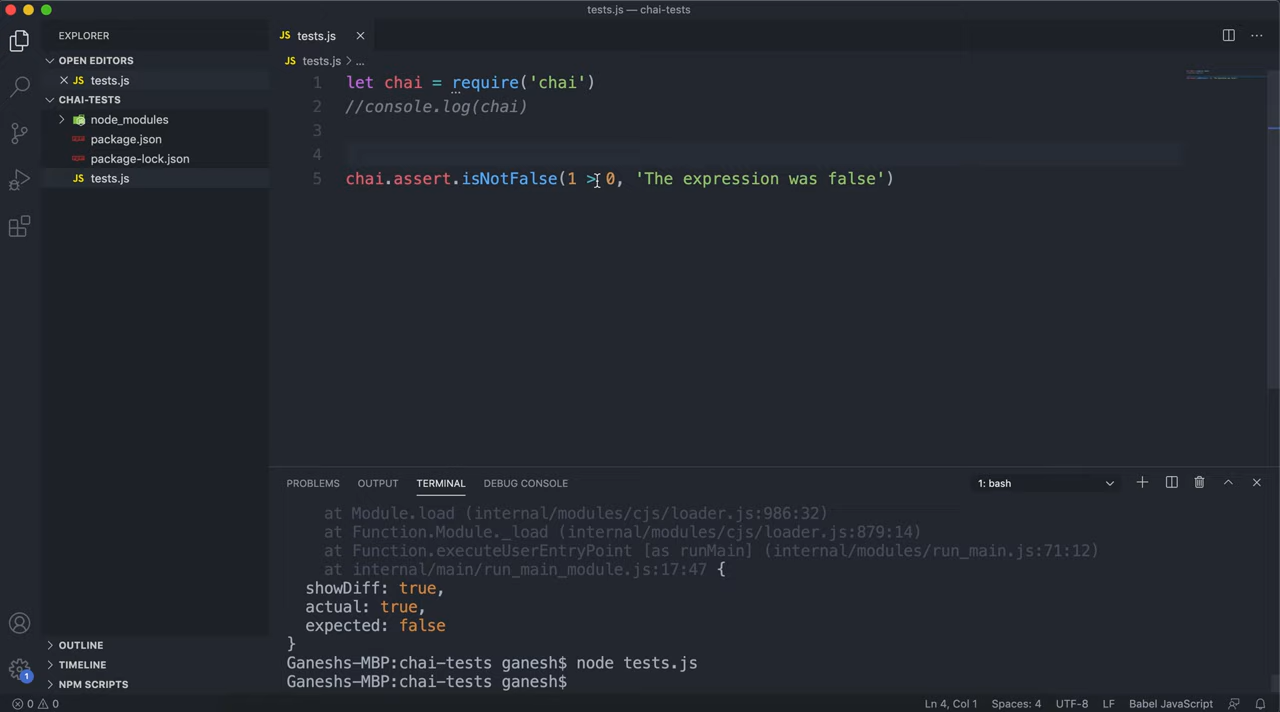 tests.js — chai-tests
EXPLORER
OPEN EDITORS
JS tests.js
CHAI-TESTS
node_modules
package.json
package-lock.json
JS tests.js
OUTLINE
TIMELINE
NPM SCRIPTS
JS tests.js
JS tests.js > ...
1 let chai = require('chai')
2 //console.log(chai)
3
4
5 chai.assert.isNotFalse(1 > 0, 'The expression was false')
PROBLEMS OUTPUT TERMINAL DEBUG CONSOLE 1: bash
at Module.load (internal/modules/cjs/loader.js:986:32)
at Function.Module._load (internal/modules/cjs/loader.js:879:14)
at Function.executeUserEntryPoint [as runMain] (internal/modules/run_main.js:71:12)
at internal/main/run_main_module.js:17:47 {
showDiff: true,
actual: true,
expected: false
}
Ganeshs-MBP:chai-tests ganesh$ node tests.js
Ganeshs-MBP:chai-tests ganesh$
1
0 0 Ln 4, Col 1 Spaces: 4 UTF-8 LF Babel JavaScript